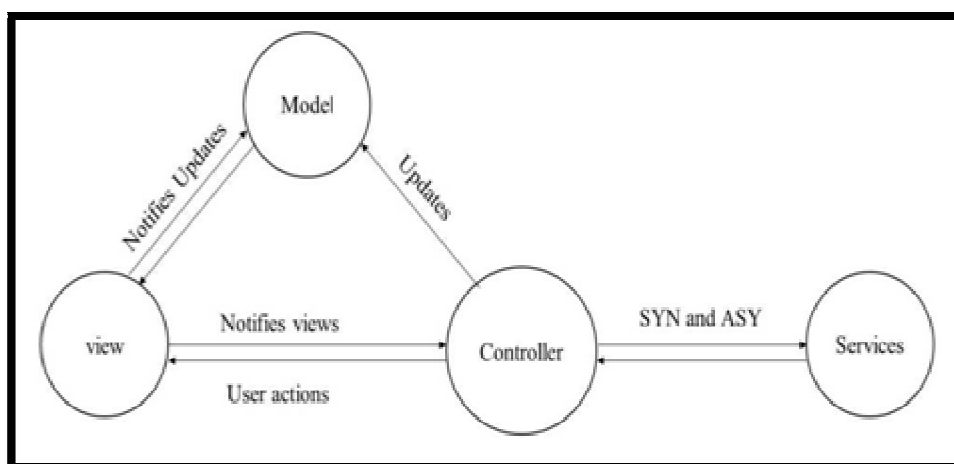 Model
Notifies Updates
Updates
view
Notifies views
User actions
Controller
SYN and ASY
Services